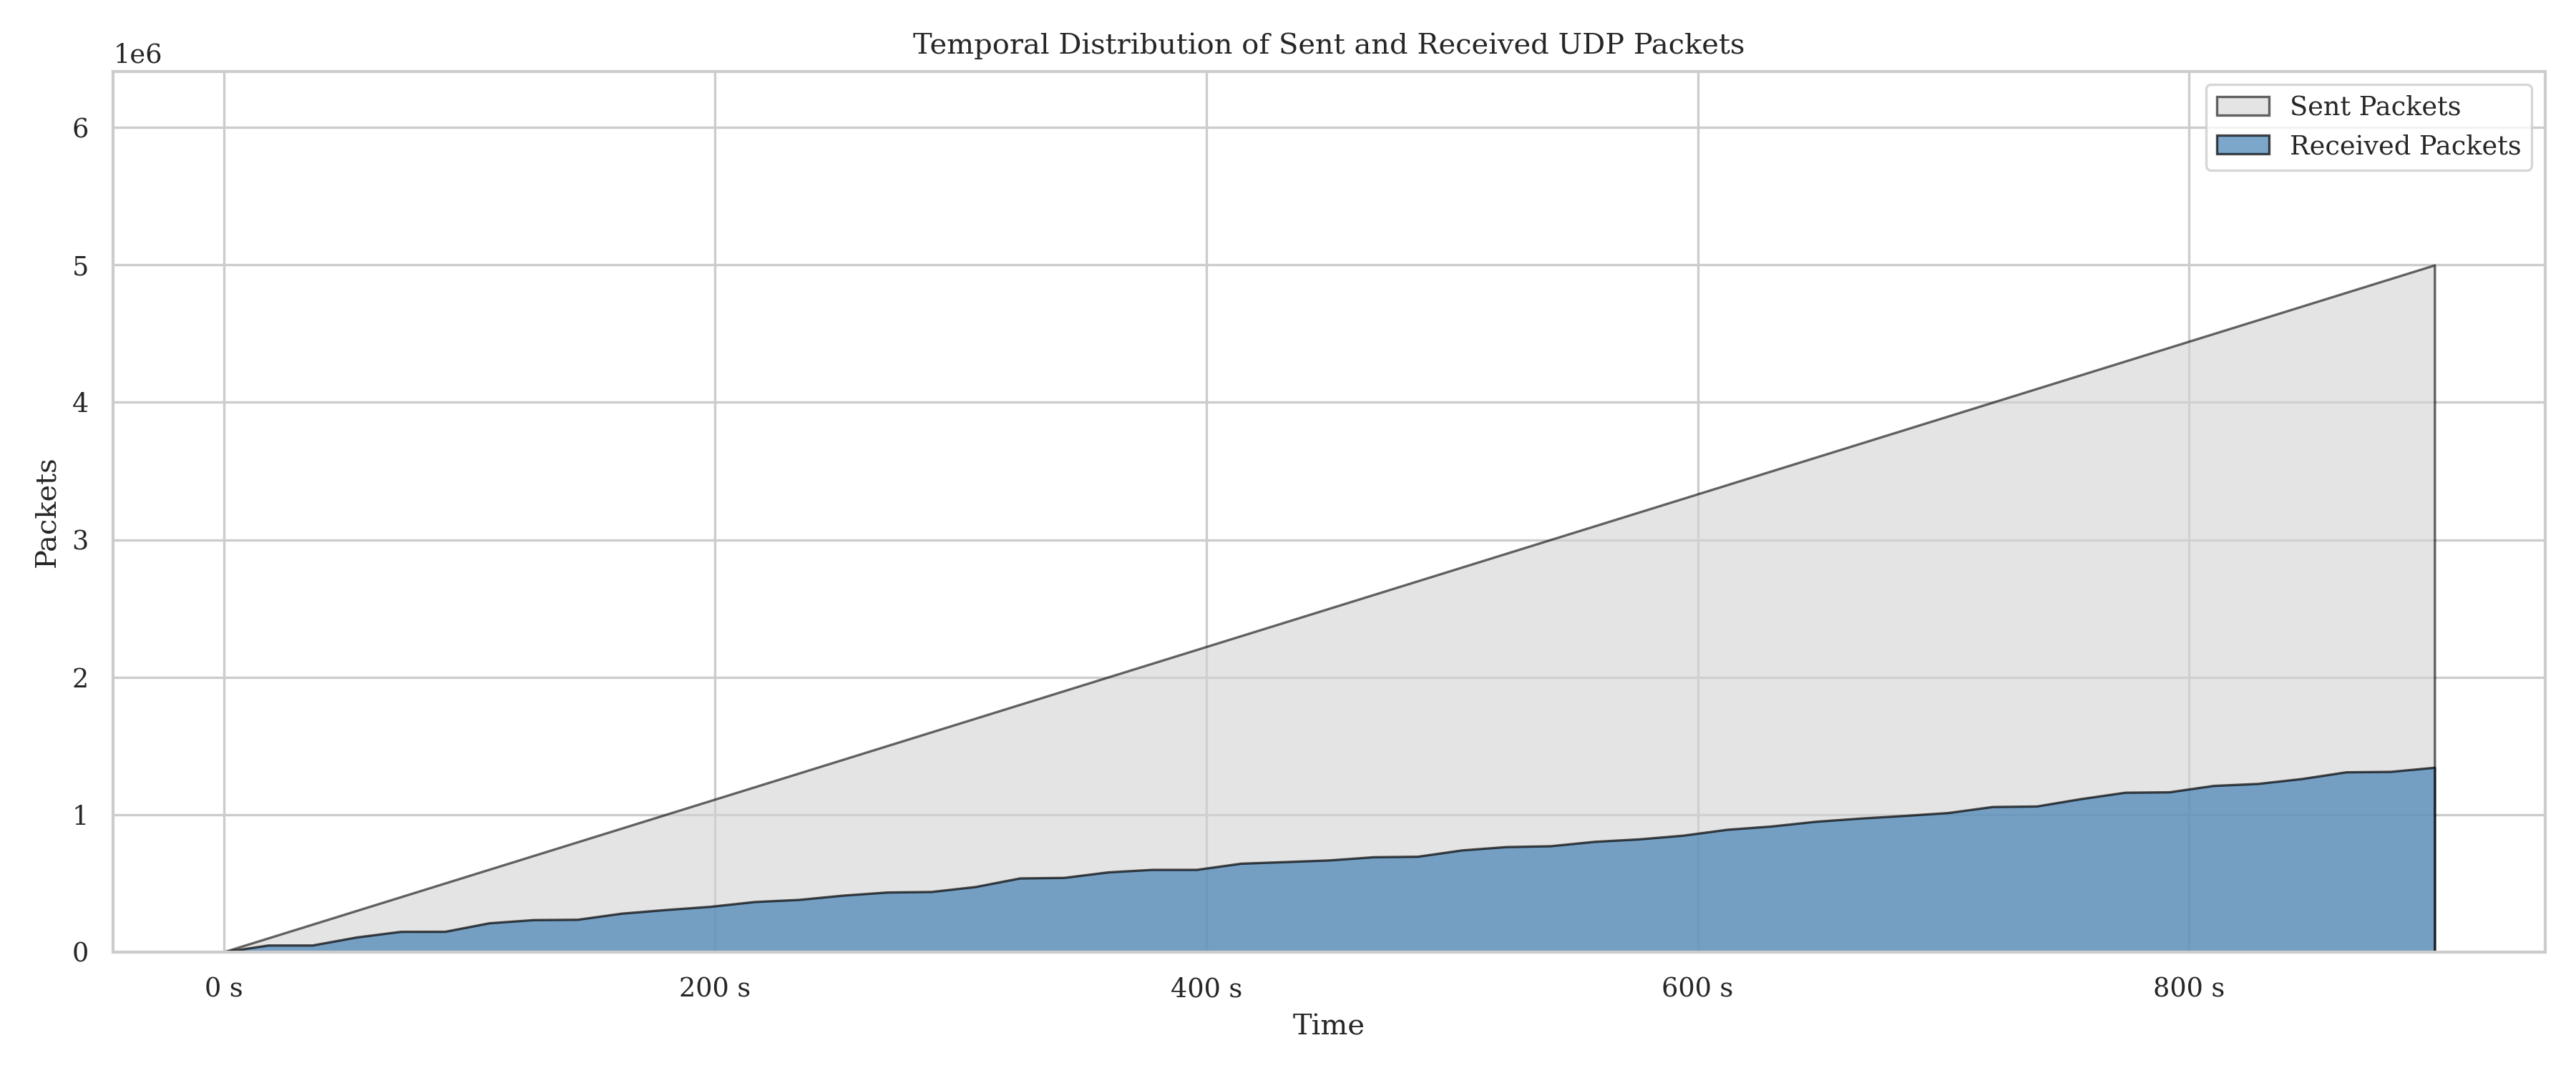 Temporal Distribution of Sent and Received UDP Packets
1e6
Sent Packets
Received Packets
6
5
4
3
2
1
0
Packets
0 s
200 s
400 s
600 s
800 s
Time